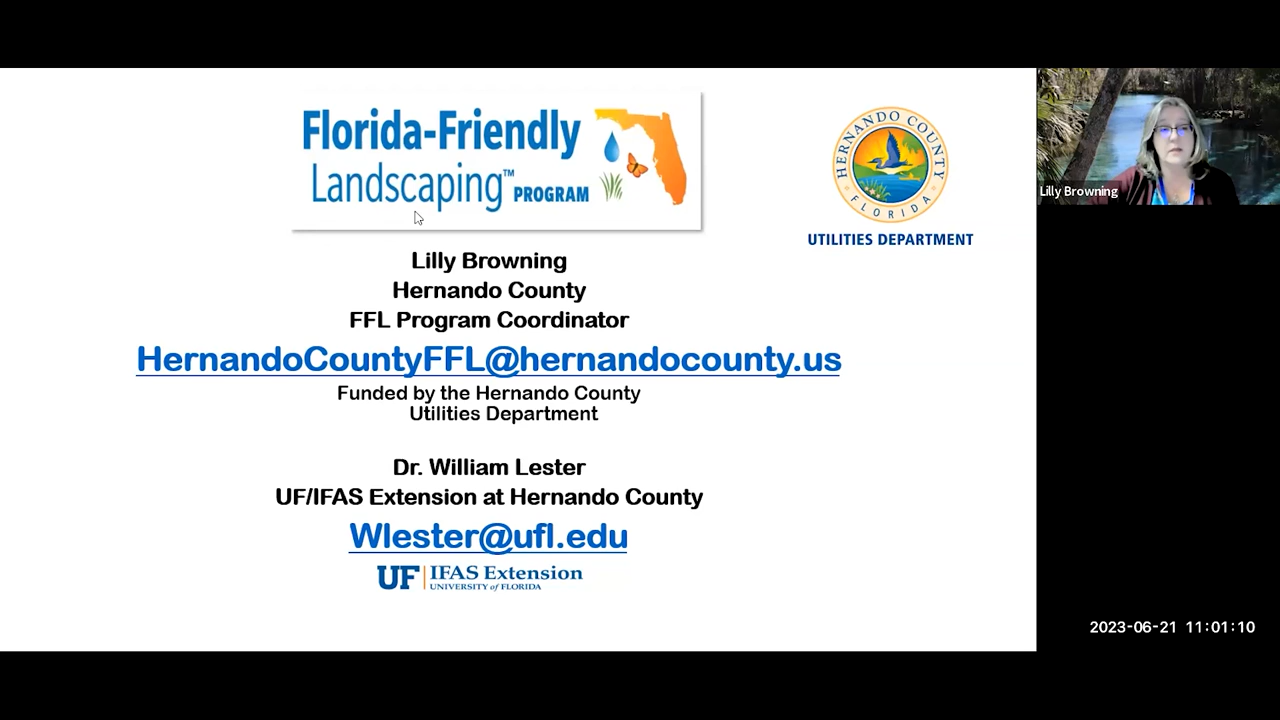 Florida-Friendly
Landscaping™ PROGRAM
HERNANDO COUNTY
FLORIDA
UTILITIES DEPARTMENT
Lilly Browning
Lilly Browning
Hernando County
FFL Program Coordinator
HernandoCountyFFL@hernandocounty.us
Funded by the Hernando County
Utilities Department
Dr. William Lester
UF/IFAS Extension at Hernando County
Wlester@ufl.edu
UF IFAS Extension
UNIVERSITY of FLORIDA
2023-06-21 11:01:10